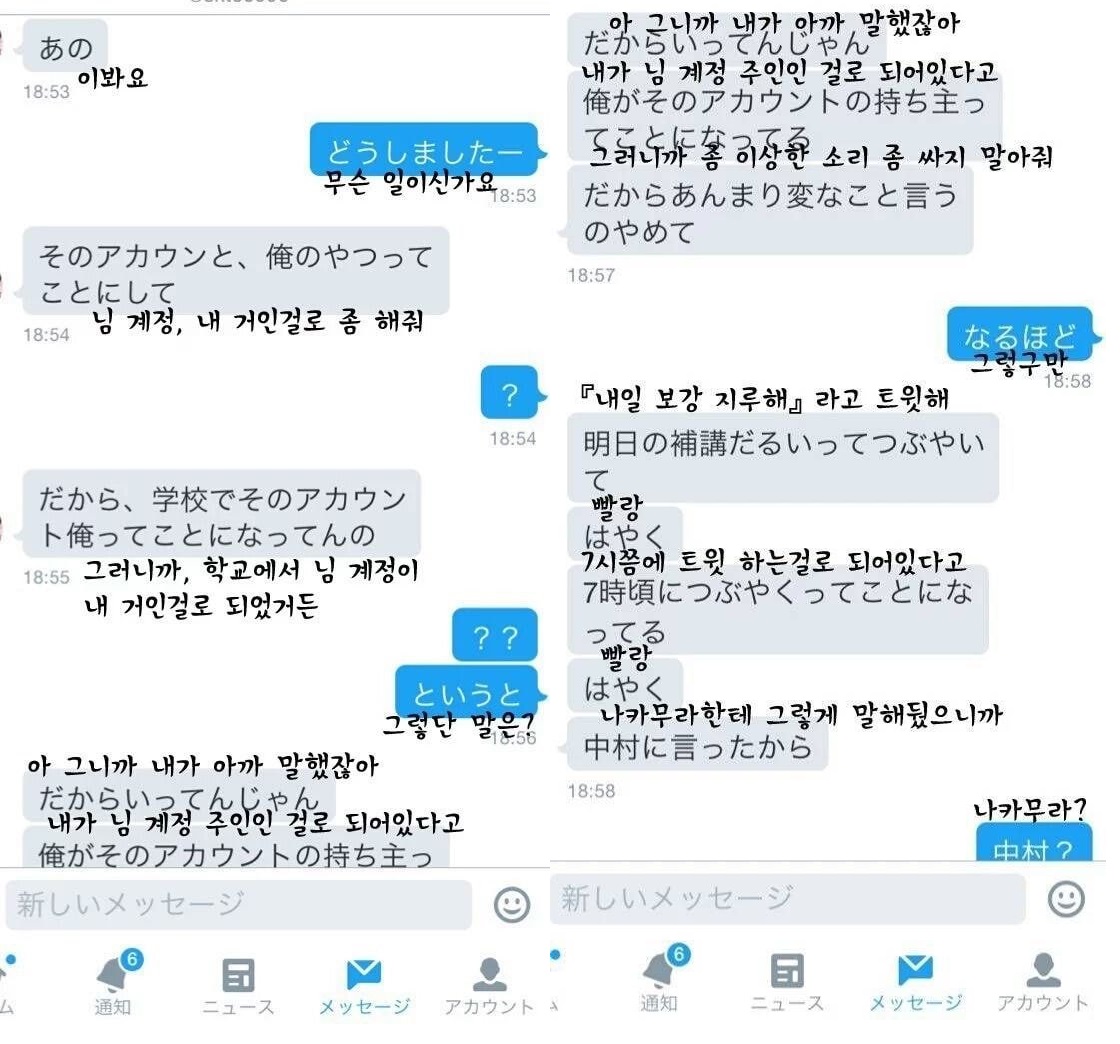 あの
이봐요
18:53
どうしましたー
무슨 일이신가요
18:53
そのアカウンと、俺のやつって
ことにして
님 계정, 내 거인걸로 좀 해줘
18:54
?
18:54
だから、学校でそのアカウン
ト俺ってことになってんの
18:55
그러니까, 학교에서 님 계정이
내 거인걸로 되었거든
??
というと
그렇단 말은?
18:56
아 그니까 내가 아까 말했잖아
だからいってんじゃん
내가 님 계정 주인인 걸로 되어있다고
俺がそのアカウントの持ち主っ
新しいメッセージ
ム
6
通知
ニュース
メッセージ
アカウント
아 그니까 내가 아까 말했잖아
だからいってんじゃん
내가 님 계정 주인인 걸로 되어있다고
俺がそのアカウントの持ち主っ
てことになってる
그러니까 좀 이상한 소리 좀 싸지 말아줘
だからあんまり変なこと言う
のやめて
18:57
なるほど
그렇구만
18:58
『내일 보강 지루해』 라고 트윗해
明日の補講だるいってつぶやい
て
빨랑
はやく
7시쯤에 트윗 하는걸로 되어있다고
7時頃につぶやくってことにな
ってる
빨랑
はやく
나카무라한테 그렇게 말해뒀으니까
中村に言ったから
18:58
나카무라?
中村？
新しいメッセージ
6
通知
ニュース
メッセージ
アカウント